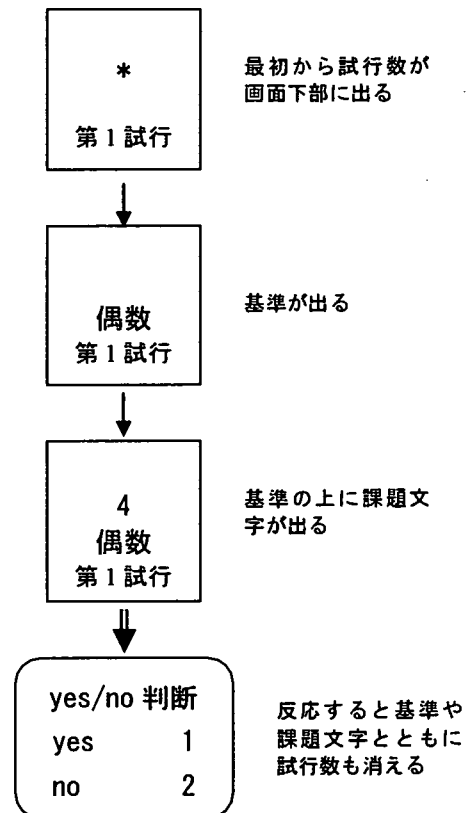 *
第1試行
最初から試行数が
画面下部に出る
偶数
第1試行
基準が出る
4
偶数
第1試行
基準の上に課題文
字が出る
yes/no 判断
yes 1
no 2
反応すると基準や
課題文字とともに
試行数も消える